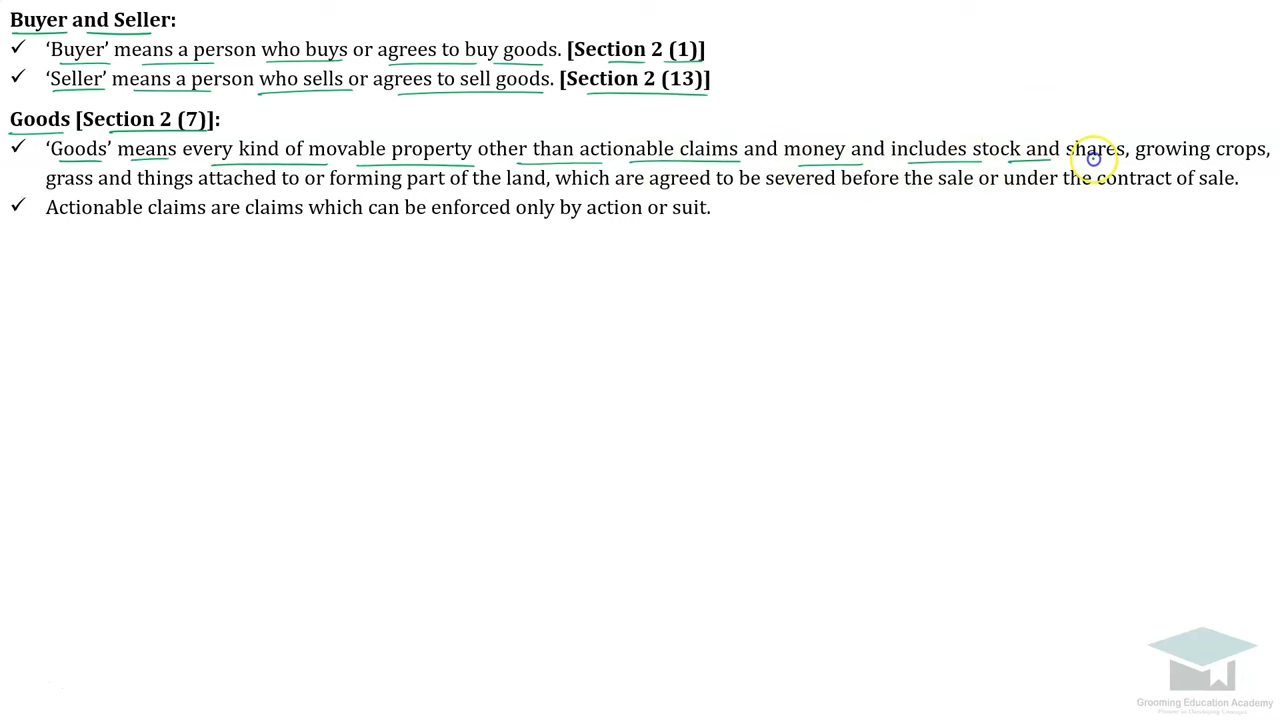 Buyer and Seller:
✓ ‘Buyer’ means a person who buys or agrees to buy goods. [Section 2 (1)]
✓ ‘Seller’ means a person who sells or agrees to sell goods. [Section 2 (13)]
Goods [Section 2 (7)]:
✓ ‘Goods’ means every kind of movable property other than actionable claims and money and includes stock and shares, growing crops,
grass and things attached to or forming part of the land, which are agreed to be severed before the sale or under the contract of sale.
✓ Actionable claims are claims which can be enforced only by action or suit.
Grooming Education Academy
Pioneer in Developing Concepts